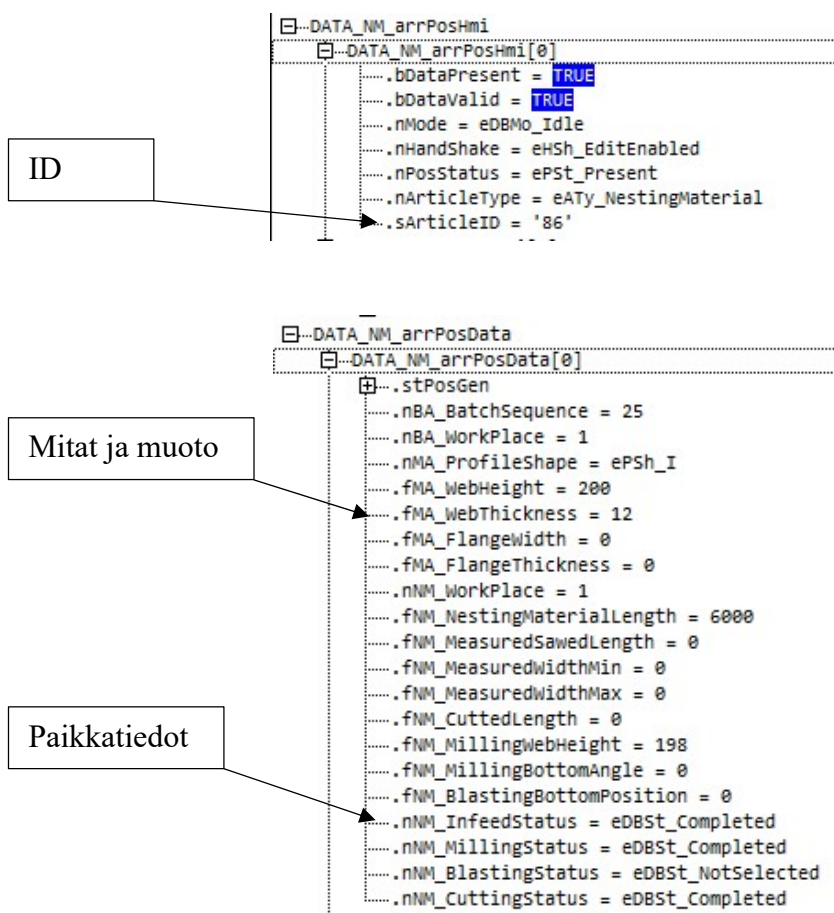 DATA_NM_arrPosHmi
DATA_NM_arrPosHmi[0]
.bDataPresent = TRUE
.bDataValid = TRUE
.nMode = eDBMo_Idle
.nHandShake = eHSh_EditEnabled
.nPosStatus = ePSt_Present
.nArticleType = eATy_NestingMaterial
.sArticleID = '86'
ID
DATA_NM_arrPosData
DATA_NM_arrPosData[0]
.stPosGen
.nBA_BatchSequence = 25
.nBA_WorkPlace = 1
.nMA_ProfileShape = ePSh_I
.fMA_WebHeight = 200
.fMA_WebThickness = 12
.fMA_FlangeWidth = 0
.fMA_FlangeThickness = 0
.nNM_WorkPlace = 1
.fNM_NestingMaterialLength = 6000
.fNM_MeasuredSawedLength = 0
.fNM_MeasuredWidthMin = 0
.fNM_MeasuredWidthMax = 0
.fNM_CuttedLength = 0
.fNM_MillingWebHeight = 198
.fNM_MillingBottomAngle = 0
.fNM_BlastingBottomPosition = 0
.nNM_InfeedStatus = eDBSt_Completed
.nNM_MillingStatus = eDBSt_Completed
.nNM_BlastingStatus = eDBSt_NotSelected
.nNM_CuttingStatus = eDBSt_Completed
Mitat ja muoto
Paikkatiedot